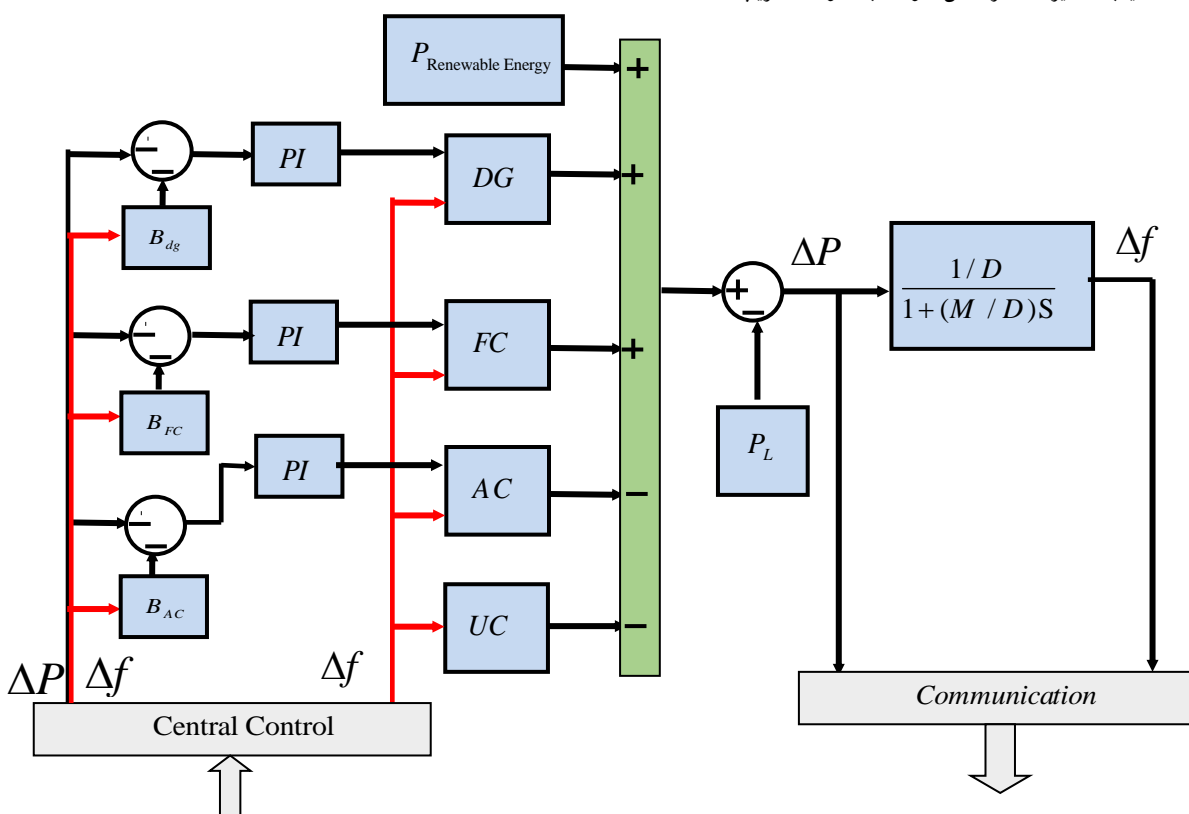 P Renewable Energy
+
PI
DG
+
B dg
ΔP
Δf
1 / D
1 + (M / D)S
PI
FC
+
B FC
P L
PI
AC
−
B AC
UC
−
ΔP Δf
Δf
Central Control
Communication